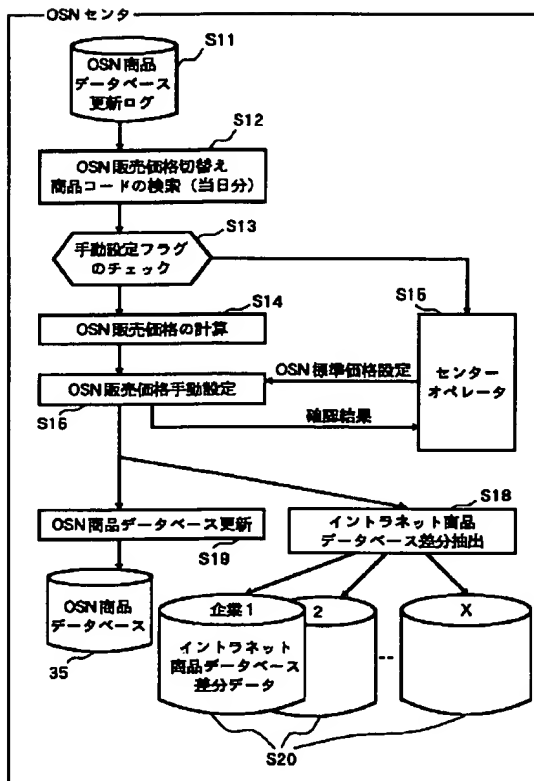 OSN センタ
S11
OSN 商品
データベース
更新ログ
S12
OSN 販売価格切替え
商品コードの検索（当日分）
S13
手動設定フラグ
のチェック
S14
OSN 販売価格の計算
S15
センター
オペレータ
OSN 標準価格設定
OSN 販売価格手動設定
S16
確認結果
S18
OSN 商品データベース更新
S19
イントラネット商品
データベース差分抽出
OSN 商品
データベース
35
企業 1
2
X
イントラネット
商品データベース
差分データ
--
S20